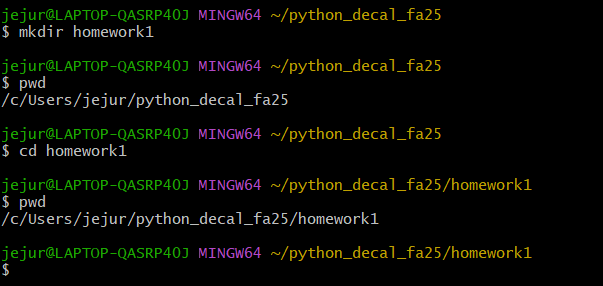 jejur@LAPTOP-QASRP40J MINGW64 ~/python_decal_fa25
$ mkdir homework1
jejur@LAPTOP-QASRP40J MINGW64 ~/python_decal_fa25
$ pwd
/c/Users/jejur/python_decal_fa25
jejur@LAPTOP-QASRP40J MINGW64 ~/python_decal_fa25
$ cd homework1
jejur@LAPTOP-QASRP40J MINGW64 ~/python_decal_fa25/homework1
$ pwd
/c/Users/jejur/python_decal_fa25/homework1
jejur@LAPTOP-QASRP40J MINGW64 ~/python_decal_fa25/homework1
$